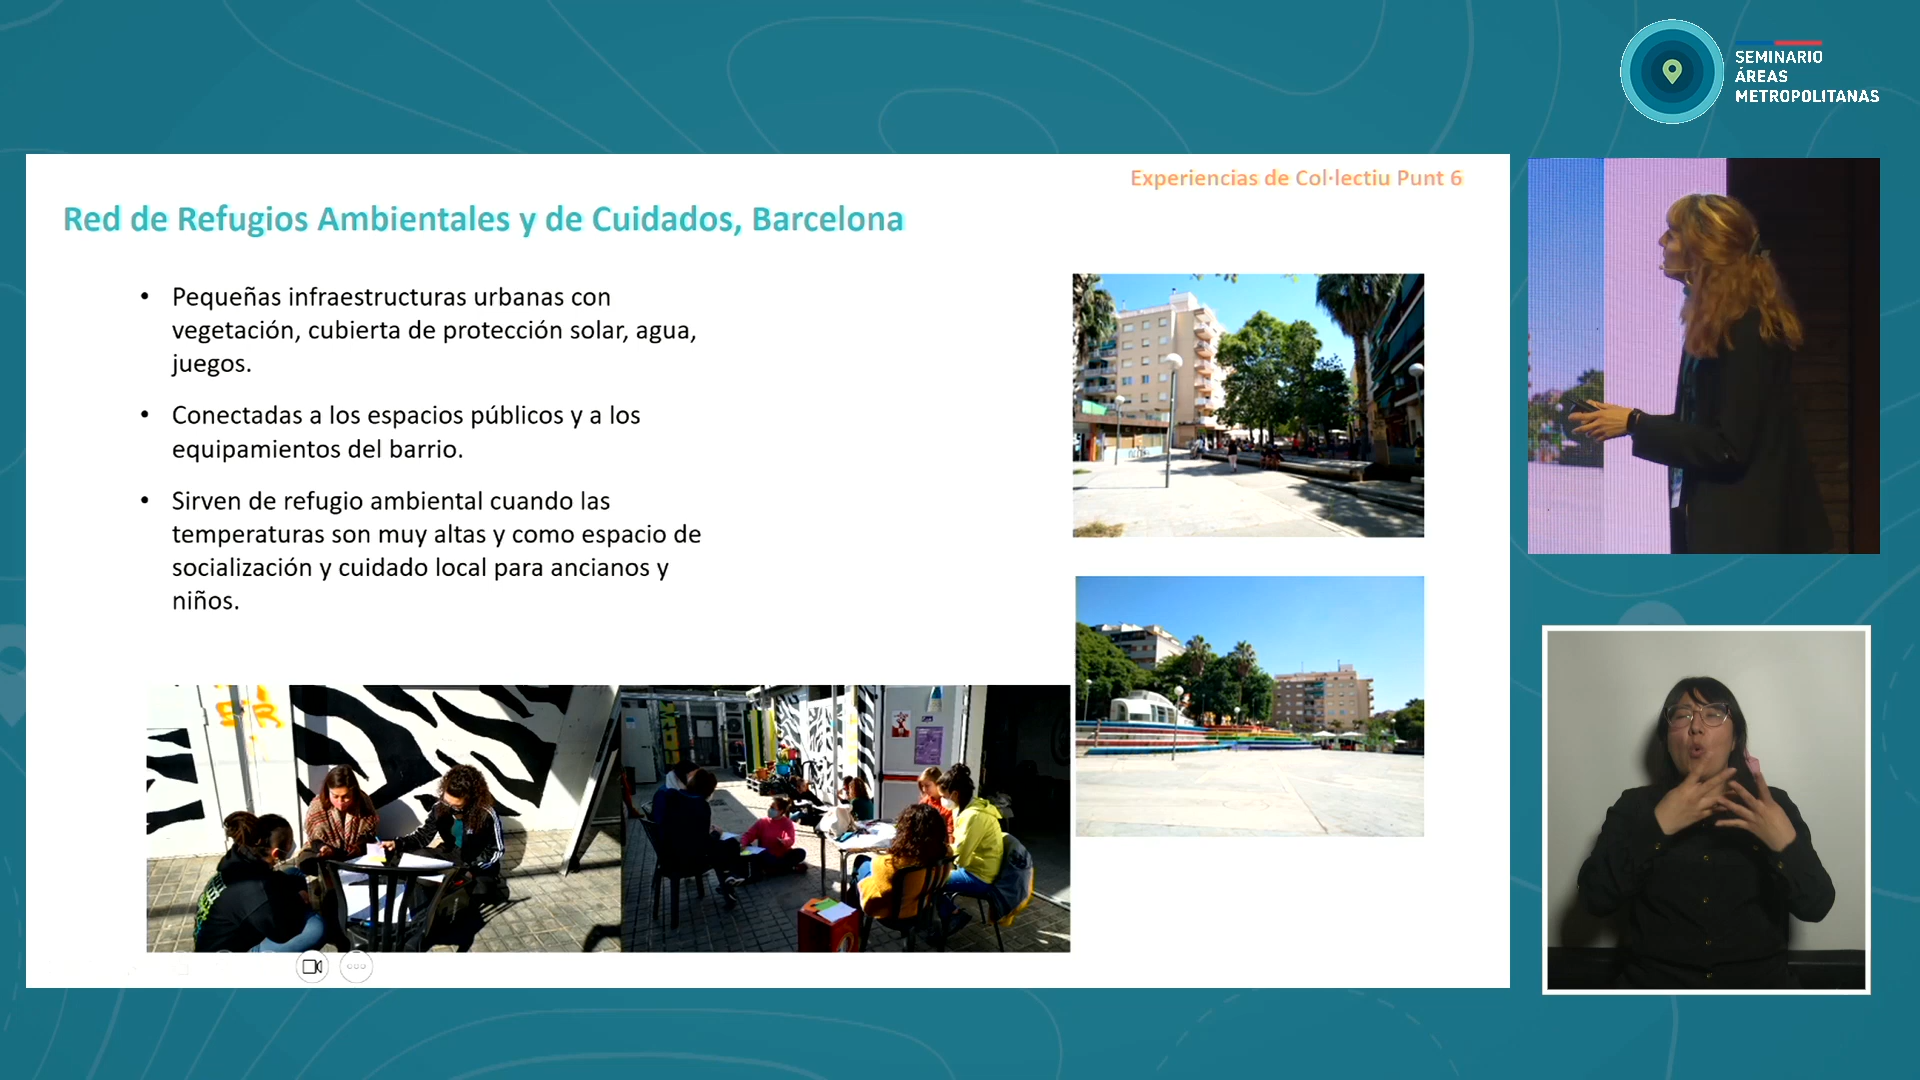 SEMINARIO
ÁREAS
METROPOLITANAS
Experiencias de Col·lectiu Punt 6
Red de Refugios Ambientales y de Cuidados, Barcelona
• Pequeñas infraestructuras urbanas con
vegetación, cubierta de protección solar, agua,
juegos.
• Conectadas a los espacios públicos y a los
equipamientos del barrio.
• Sirven de refugio ambiental cuando las
temperaturas son muy altas y como espacio de
socialización y cuidado local para ancianos y
niños.